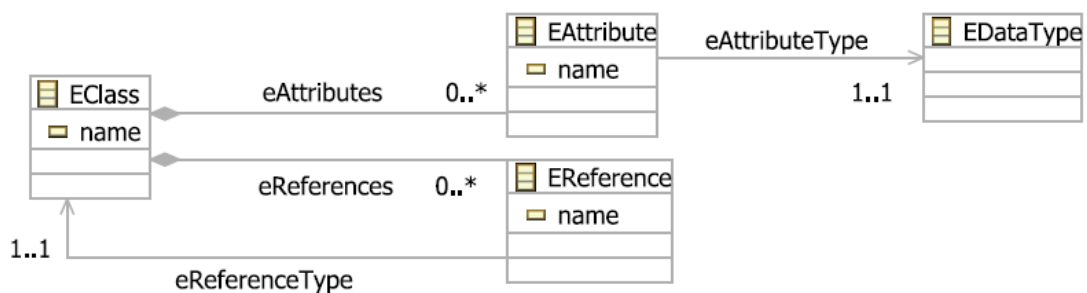 EAttribute
name
eAttributeType
1..1
EDataType
EClass
name
eAttributes
0..*
eReferences
0..*
EReference
name
1..1
eReferenceType